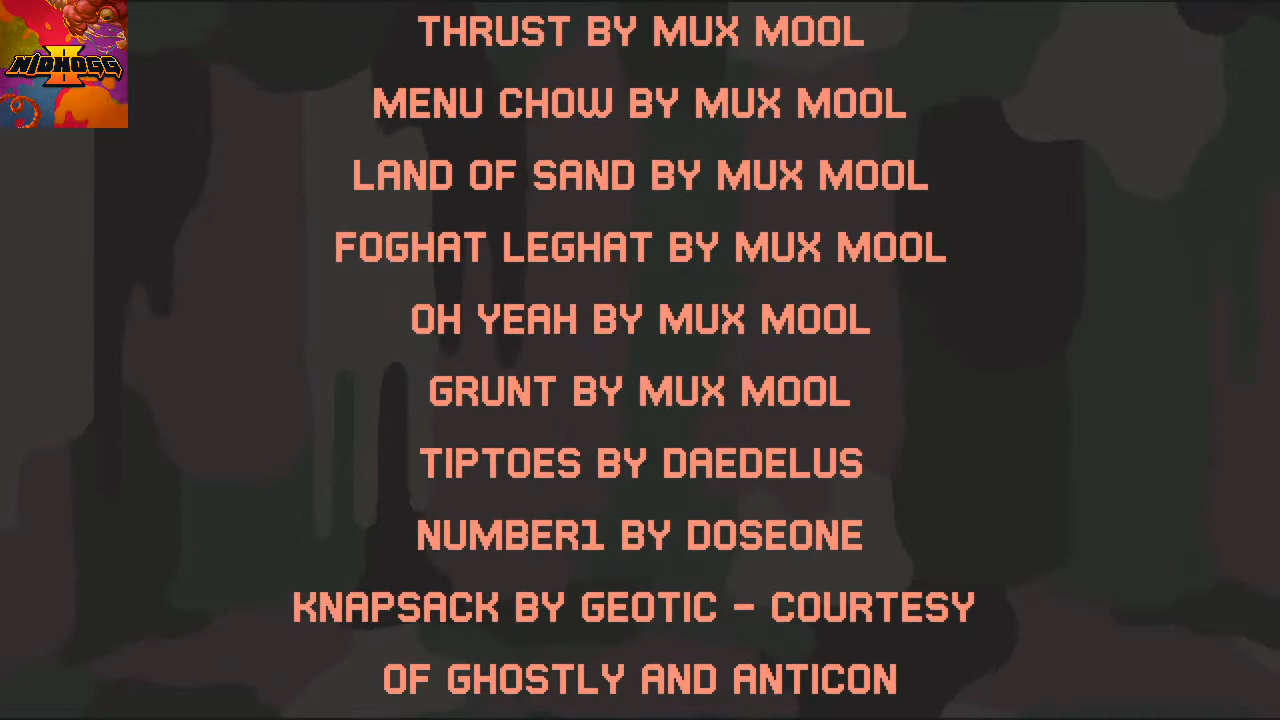 NIDHOGG
II
THRUST BY MUX MOOL
MENU CHOW BY MUX MOOL
LAND OF SAND BY MUX MOOL
FOGHAT LEGHAT BY MUX MOOL
OH YEAH BY MUX MOOL
GRUNT BY MUX MOOL
TIPTOES BY DAEDELUS
NUMBER1 BY DOSEONE
KNAPSACK BY GEOTIC - COURTESY
OF GHOSTLY AND ANTICON